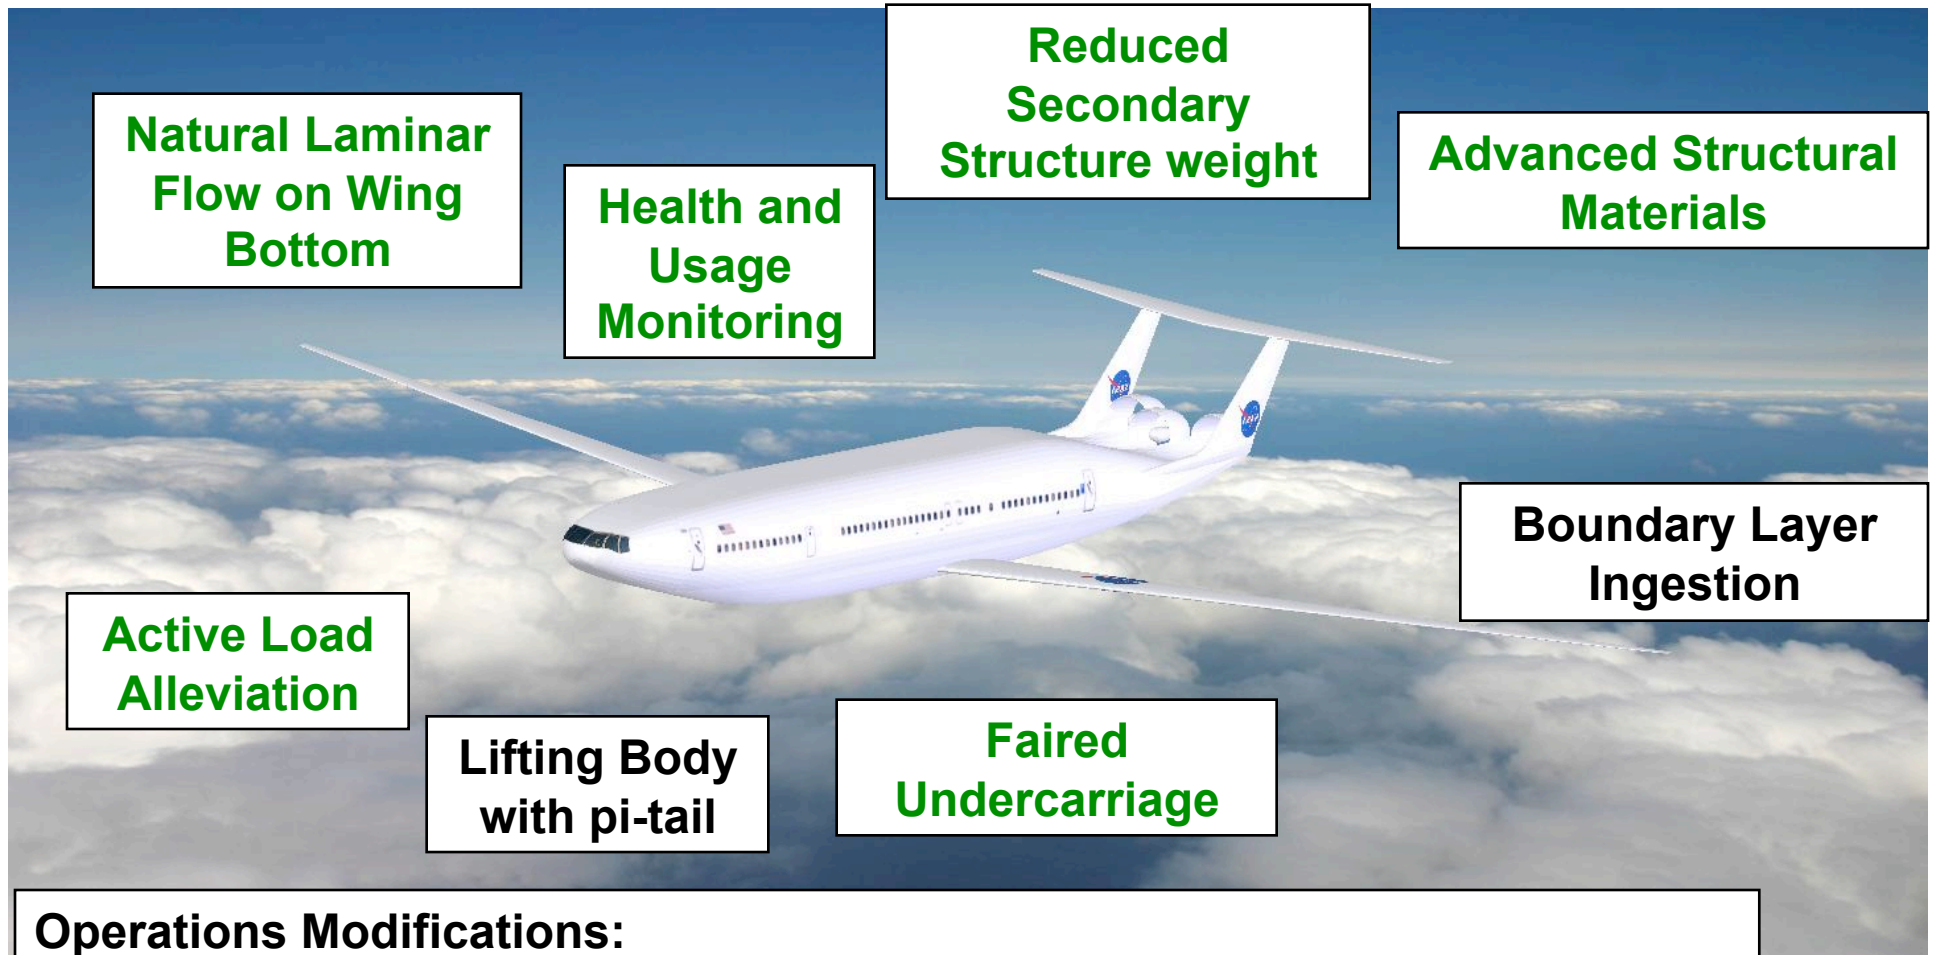 Reduced
Secondary
Structure weight
Natural Laminar
Flow on Wing
Bottom
Health and
Usage
Monitoring
Advanced Structural
Materials
Boundary Layer
Ingestion
Active Load
Alleviation
Lifting Body
with pi-tail
Faired
Undercarriage
Operations Modifications: